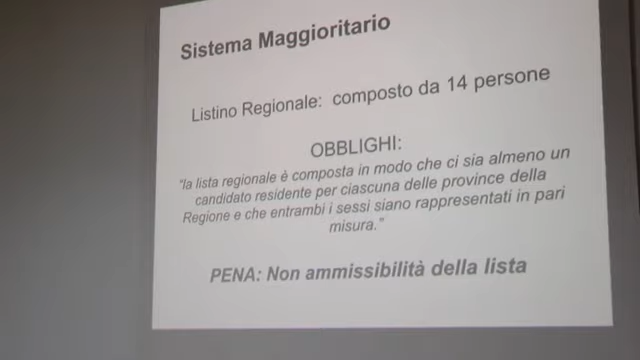 Sistema Maggioritario
Listino Regionale: composto da 14 persone
OBBLIGHI:
"la lista regionale è composta in modo che ci sia almeno un
candidato residente per ciascuna delle province della
Regione e che entrambi i sessi siano rappresentati in pari
misura."
PENA: Non ammissibilità della lista